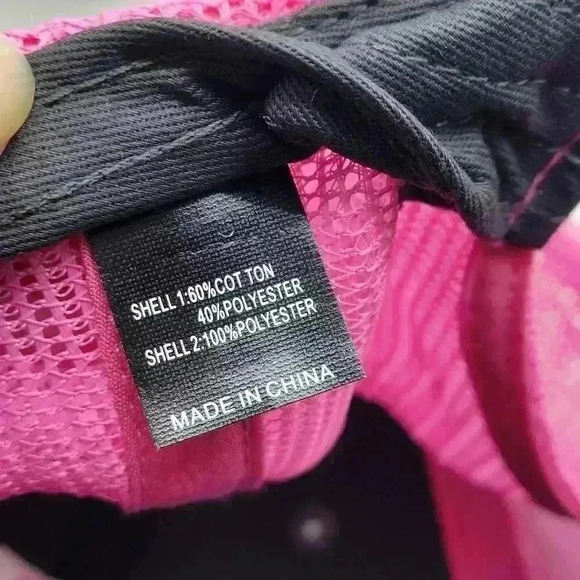 SHELL 1:60%COT TON
40%POLYESTER
SHELL 2:100%POLYESTER
MADE IN CHINA